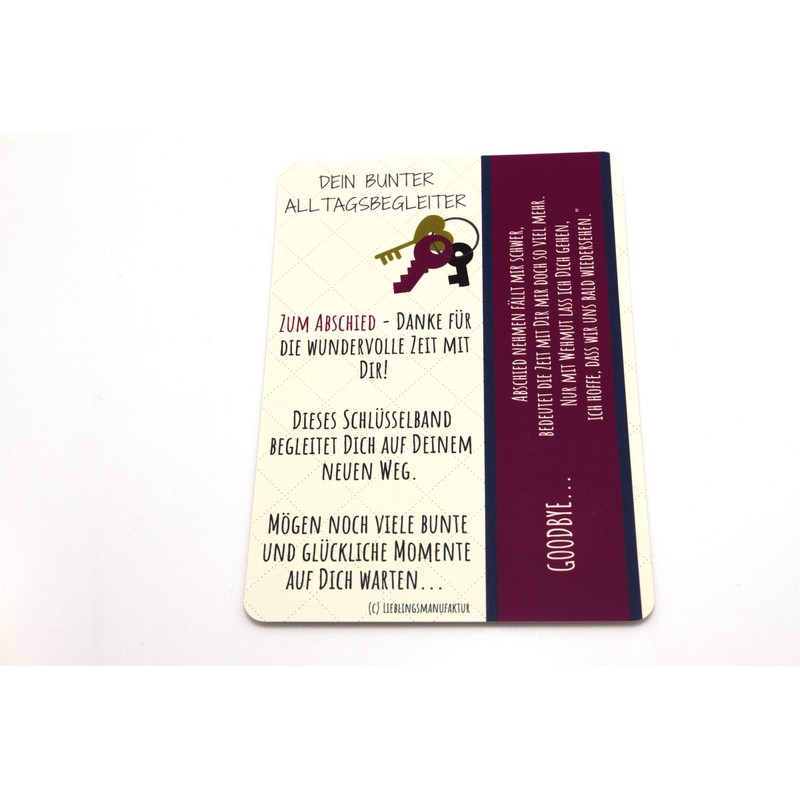 DEIN BUNTER
ALLTAGSBEGLEITER
ZUM ABSCHIED - DANKE FÜR
DIE WUNDERVOLLE ZEIT MIT
DIR!
DIESES SCHLÜSSELBAND
BEGLEITET DICH AUF DEINEM
NEUEN WEG.
MÖGEN NOCH VIELE BUNTE
UND GLÜCKLICHE MOMENTE
AUF DICH WARTEN...
(C) LIEBLINGSMANUFAKTUR
GOODBYE...
ABSCHIED NEHMEN FÄLLT MIR SCHWER,
BEDEUTET DIE ZEIT MIT DIR MIR DOCH SO VIEL MEHR.
NUR MIT WEHMUT LASS ICH DICH GEHEN,
ICH HOFFE, DASS WIR UNS BALD WIEDERSEHEN."